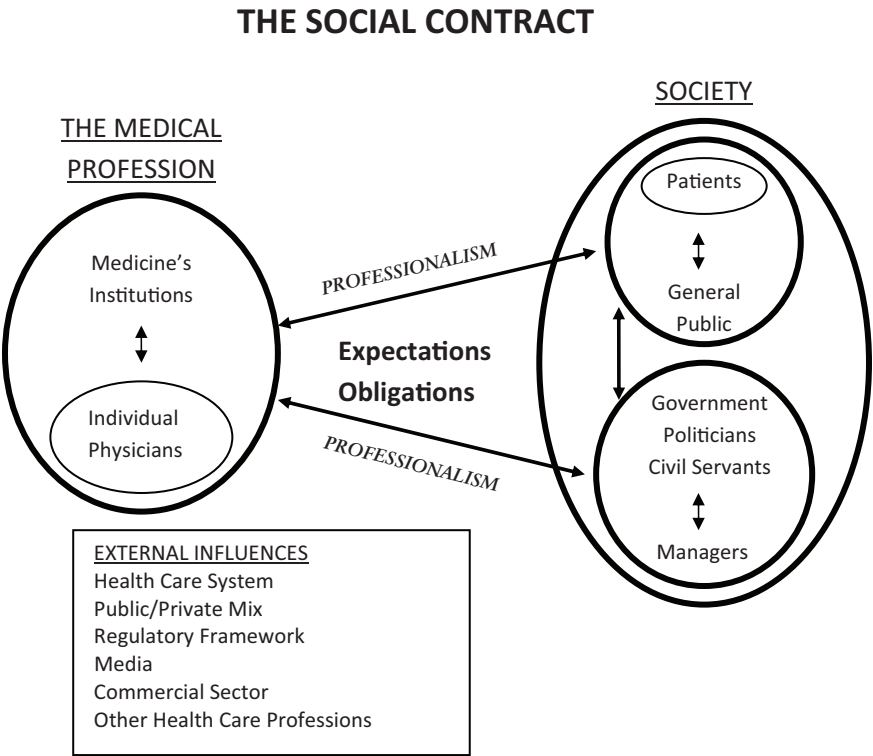 THE SOCIAL CONTRACT
THE MEDICAL
PROFESSION
Medicine’s
Institutions
Individual
Physicians
PROFESSIONALISM
Expectations
Obligations
PROFESSIONALISM
SOCIETY
Patients
General
Public
Government
Politicians
Civil Servants
Managers
EXTERNAL INFLUENCES
Health Care System
Public/Private Mix
Regulatory Framework
Media
Commercial Sector
Other Health Care Professions